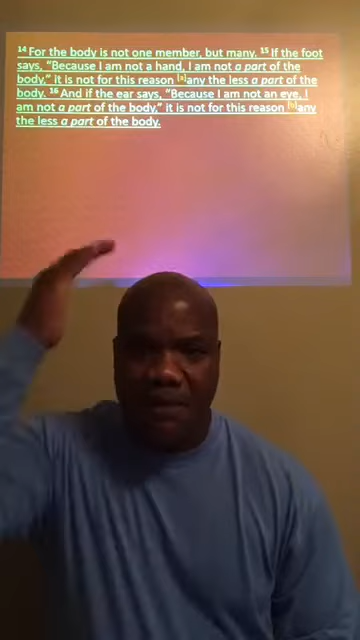 14 For the body is not one member, but many. 15 If the foot
says, "Because I am not a hand, I am not a part of the
body," it is not for this reason [a]any the less a part of the
body. 16 And if the ear says, "Because I am not an eye, I
am not a part of the body," it is not for this reason any
the less a part of the body.